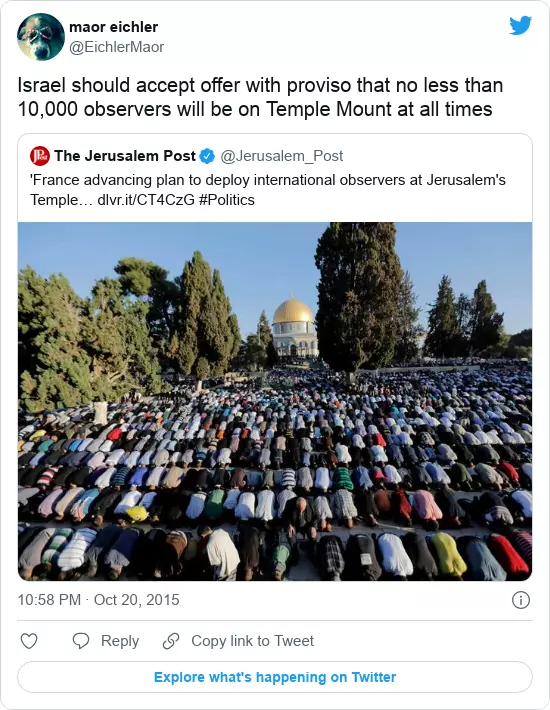 maor eichler
@EichlerMaor
Israel should accept offer with proviso that no less than
10,000 observers will be on Temple Mount at all times
JPost The Jerusalem Post @Jerusalem_Post
'France advancing plan to deploy international observers at Jerusalem's
Temple… dlvr.it/CT4CzG #Politics
10:58 PM · Oct 20, 2015
Reply Copy link to Tweet
Explore what's happening on Twitter